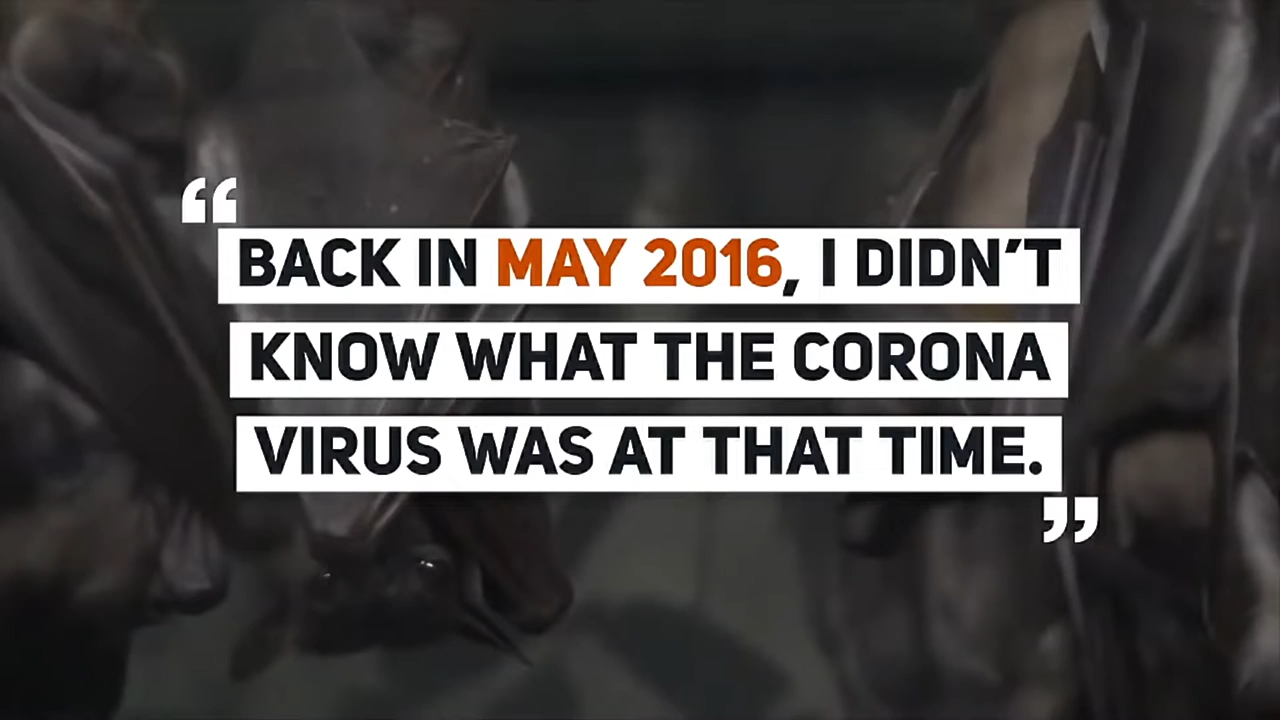 “
BACK IN MAY 2016, I DIDN’T
KNOW WHAT THE CORONA
VIRUS WAS AT THAT TIME.
”